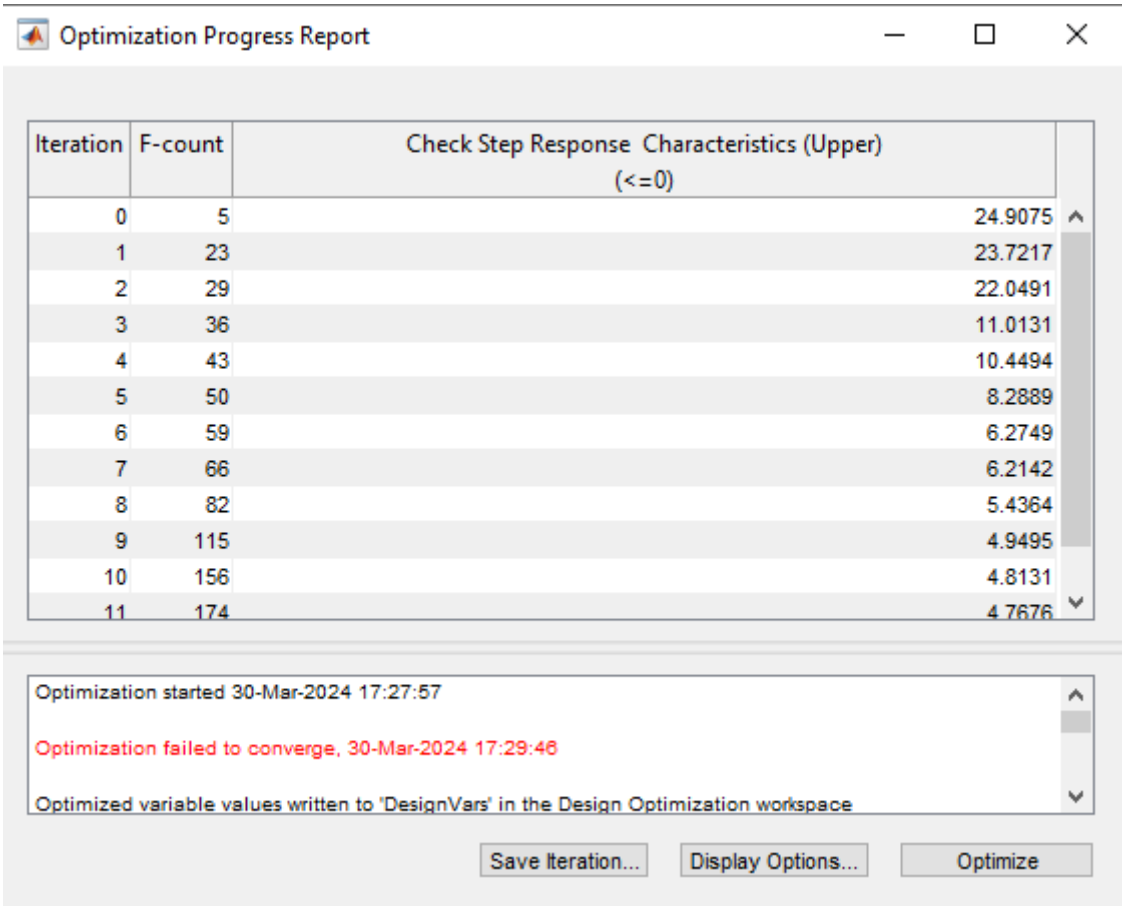 Optimization Progress Report
Iteration F-count Check Step Response Characteristics (Upper)
(<=0)
0 5 24.9075
1 23 23.7217
2 29 22.0491
3 36 11.0131
4 43 10.4494
5 50 8.2889
6 59 6.2749
7 66 6.2142
8 82 5.4364
9 115 4.9495
10 156 4.8131
11 174 4.7676
Optimization started 30-Mar-2024 17:27:57
Optimization failed to converge, 30-Mar-2024 17:29:46
Optimized variable values written to 'DesignVars' in the Design Optimization workspace
Save Iteration... Display Options... Optimize